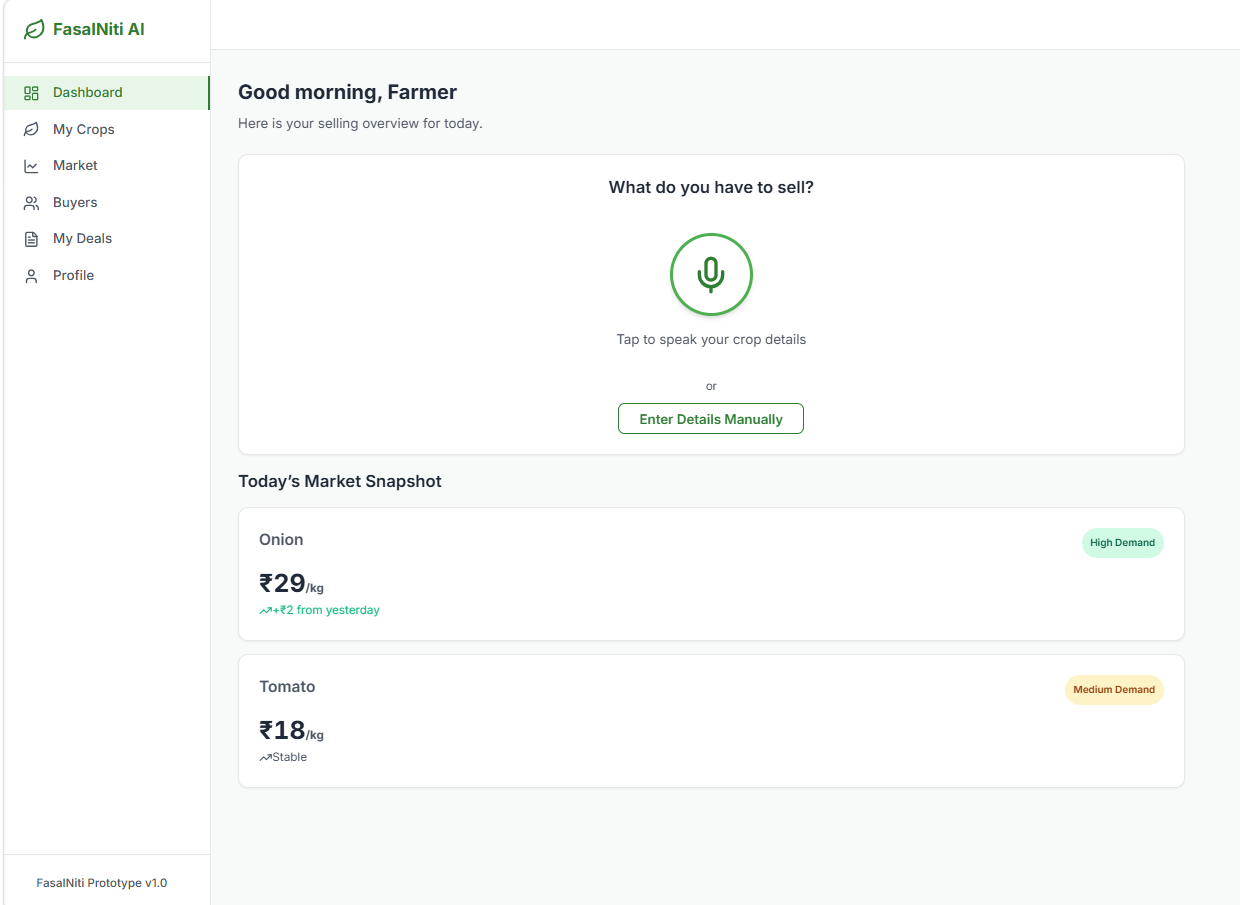 FasalNiti AI
Dashboard
My Crops
Market
Buyers
My Deals
Profile
FasalNiti Prototype v1.0
Good morning, Farmer
Here is your selling overview for today.
What do you have to sell?
Tap to speak your crop details
or
Enter Details Manually
Today’s Market Snapshot
Onion
High Demand
₹29/kg
+₹2 from yesterday
Tomato
Medium Demand
₹18/kg
Stable